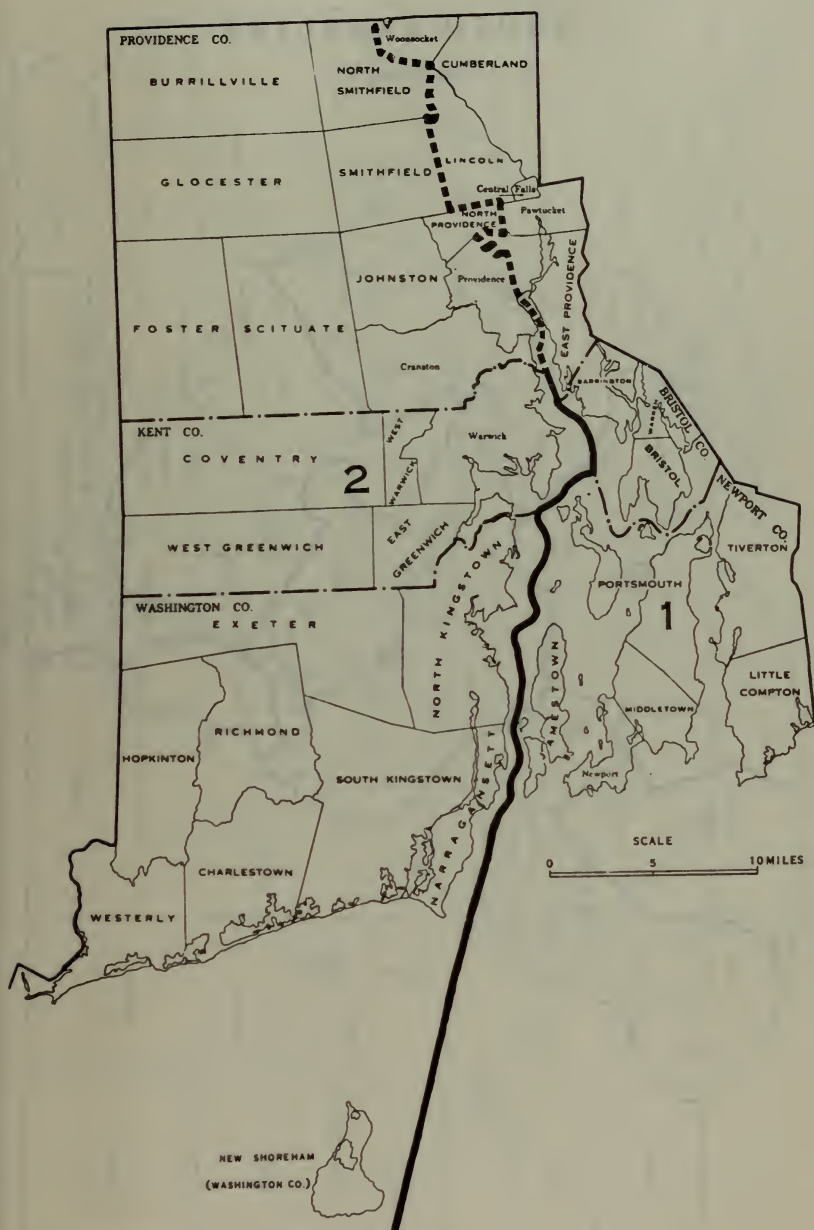 PROVIDENCE CO.
BURRILLVILLE
NORTH
SMITHFIELD
Woonsocket
CUMBERLAND
GLOCESTER
SMITHFIELD
LINCOLN
Central Falls
NORTH
PROVIDENCE
Pawtucket
FOSTER
SCITUATE
JOHNSTON
Providence
EAST PROVIDENCE
Cranston
BARRINGTON
WARREN
BRISTOL CO.
BRISTOL
KENT CO.
COVENTRY
2
WEST
WARWICK
Warwick
NEWPORT CO.
TIVERTON
WEST GREENWICH
EAST
GREENWICH
PORTSMOUTH
1
WASHINGTON CO.
EXETER
NORTH KINGSTOWN
JAMESTOWN
MIDDLETOWN
LITTLE
COMPTON
HOPKINTON
RICHMOND
SOUTH KINGSTOWN
NARRAGANSETT
Newport
CHARLESTOWN
WESTERLY
SCALE
0 5 10 MILES
NEW SHOREHAM
(WASHINGTON CO.)